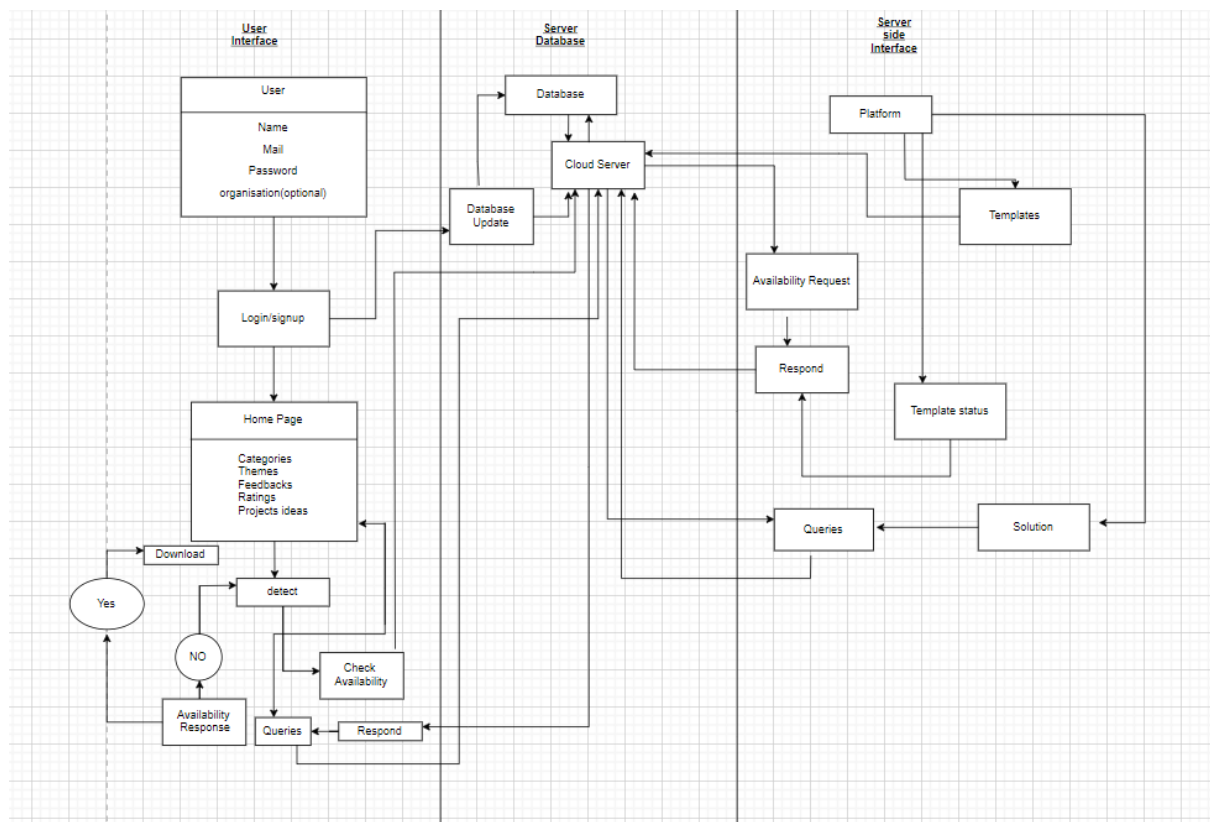 User
Interface
Server
Database
Server
side
Interface
User
Name
Mail
Password
organisation(optional)
Login/signup
Home Page
Categories
Themes
Feedbacks
Ratings
Projects ideas
Download
Yes
detect
NO
Check
Availability
Availability
Response
Queries
Respond
Database
Cloud Server
Database
Update
Platform
Templates
Availability Request
Respond
Template status
Queries
Solution